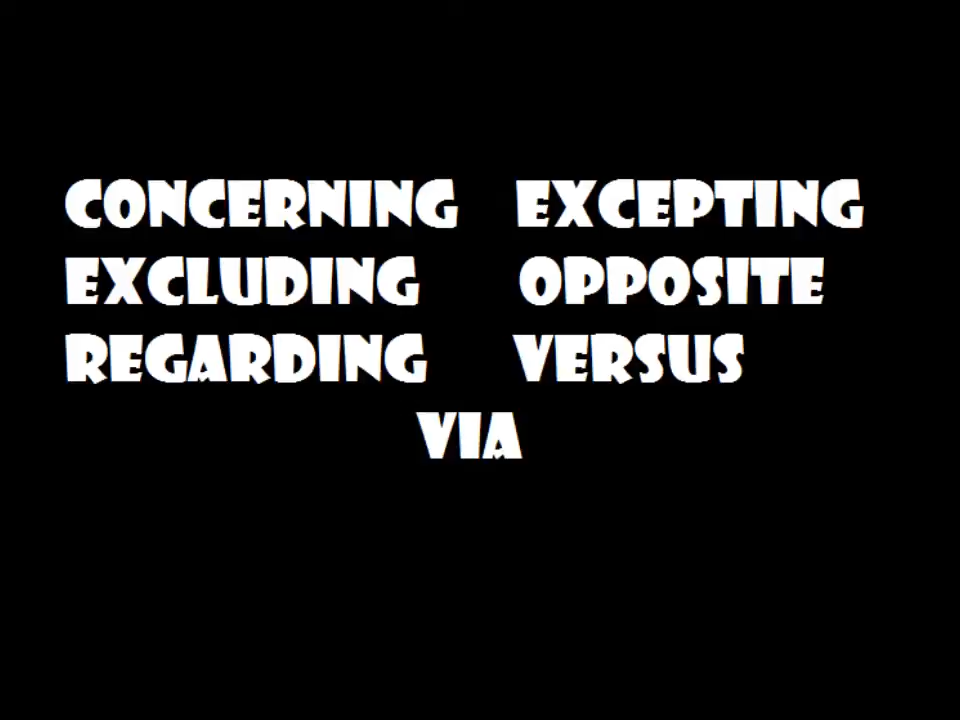 CONCERNING EXCEPTING
EXCLUDING OPPOSITE
REGARDING VERSUS
VIA